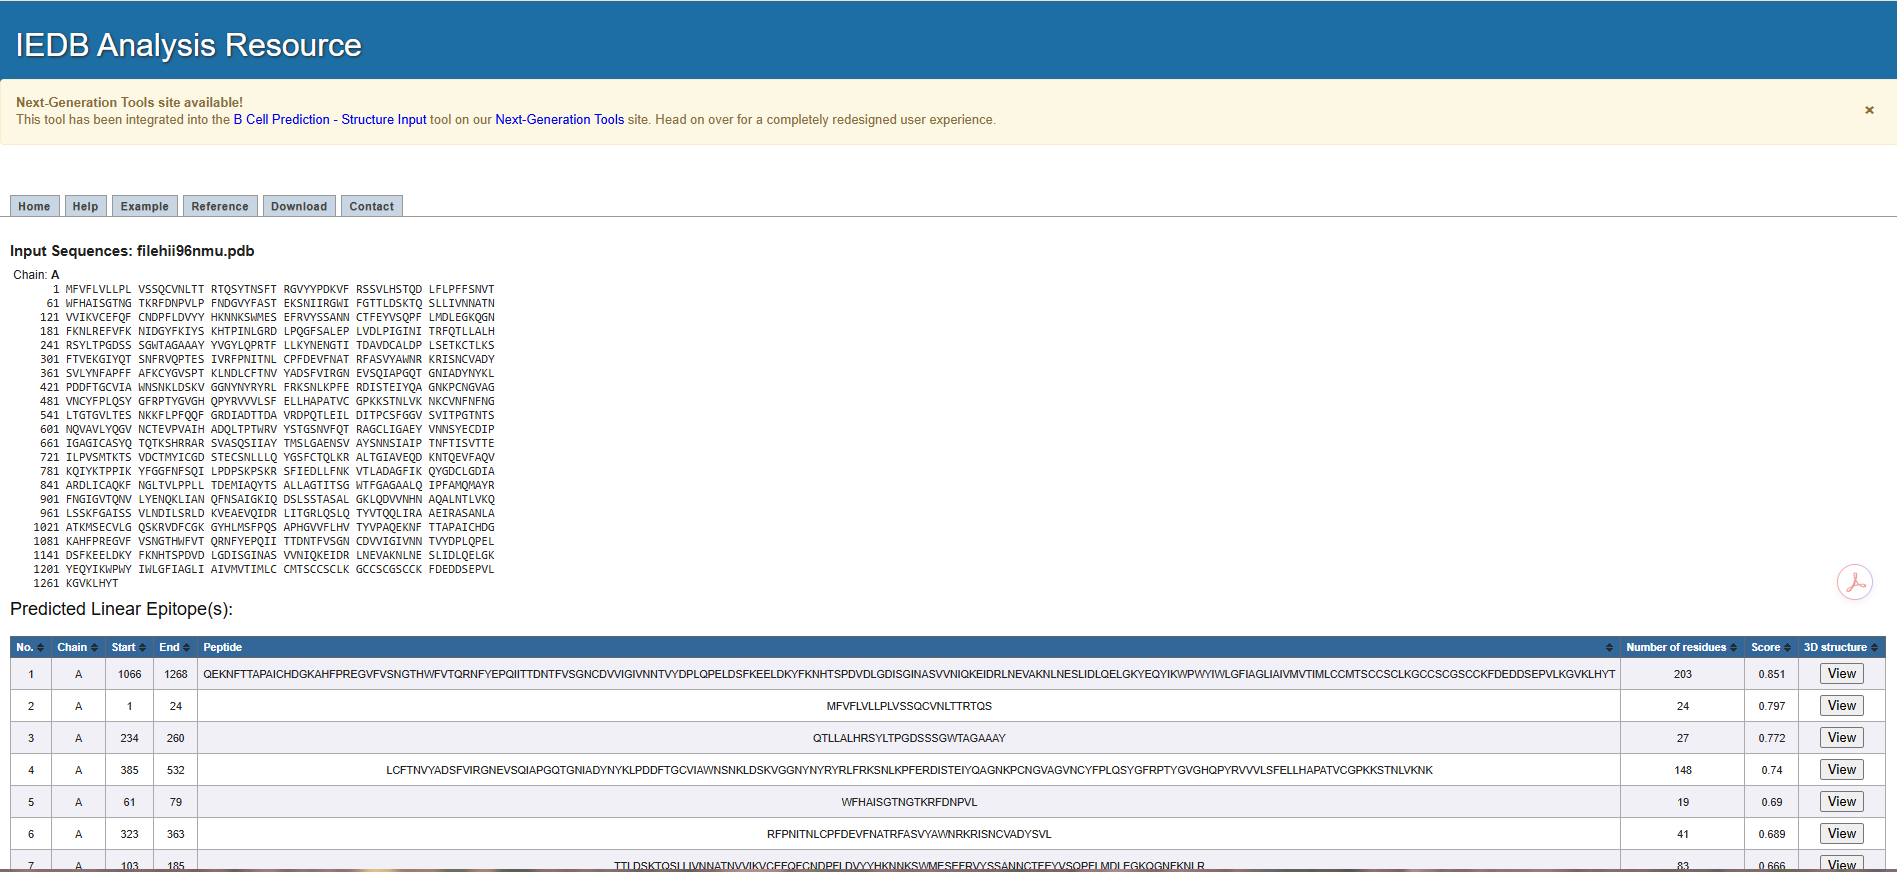 IEDB Analysis Resource
Next-Generation Tools site available!
This tool has been integrated into the B Cell Prediction - Structure Input tool on our Next-Generation Tools site. Head on over for a completely redesigned user experience.
×
Home Help Example Reference Download Contact
Input Sequences: filehii96nmu.pdb
Chain: A
1 MFVFLVLLPL VSSQCVNLTT RTQSYTNSFT RGVYYPDKVF RSSVLHSTQD LFLPFFSNVT
61 WFHAISGTNG TKRFDNPVLP FNDGVYFAST EKSNIIRGWI FGTTLDSKTQ SLLIVNNATN
121 VVIKVCEFQF CNDPFLDVYY HKNNKSWMES EFRVYSSANN CTFEYVSQPF LMDLEGKQGN
181 FKNLREFVFK NIDGYFKIYS KHTPINLGRD LPQGFSALEP LVDLPIGINI TRFQTLLALH
241 RSYLTPGDSS SGWTAGAAAY YVGYLQPRTF LLKYNENGTI TDAVDCALDP LSETKCTLKS
301 FTVEKGIYQT SNFRVQPTES IVRFPNITNL CPFDEVFNAT RFASVYAWNR KRISNCVADY
361 SVLYNFAPFF AFKCYGVSPT KLNDLCFTNV YADSFVIRGN EVSQIAPGQT GNIADYNYKL
421 PDDFTGCVIA WNSNKLDSKV GGNYNYRYRL FRKSNLKPFE RDISTEIYQA GNKPCNGVAG
481 VNCYFPLQSY GFRPTYGVGH QPYRVVVLSF ELLHAPATVC GPKKSTNLVK NKCVNFNFNG
541 LTGTGVLTES NKKFLPFQQF GRDIADTTDA VRDPQTLEIL DITPCSFGGV SVITPGTNTS
601 NQVAVLYQGV NCTEVPVAIH ADQLTPTWRV YSTGSNVFQT RAGCLIGAEY VNNSYECDIP
661 IGAGICASYQ TQTKSHRRAR SVASQSIIAY TMSLGAENSV AYSNNSIAIP TNFTISVTTE
721 ILPVSMTKTS VDCTMYICGD STECSNLLLQ YGSFCTQLKR ALTGIAVEQD KNTQEVFAQV
781 KQIYKTPPIK YFGGFNFSQI LPDPSKPSKR SFIEDLLFNK VTLADAGFIK QYGDCLGDIA
841 ARDLICAQKF NGLTVLPPLL TDEMIAQYTS ALLAGTITSG WTFGAGAALQ IPFAMQMAYR
901 FNGIGVTQNV LYENQKLIAN QFNSAIGKIQ DSLSSTASAL GKLQDVVNHN AQALNTLVKQ
961 LSSKFGAISS VLNDILSRLD KVEAEVQIDR LITGRLQSLQ TYVTQQLIRA AEIRASANLA
1021 ATKMSECVLG QSKRVDFCGK GYHLMSFPQS APHGVVFLHV TYVPAQEKNF TTAPAICHDG
1081 KAHFPREGVF VSNGTHWFVT QRNFYEPQII TTDNTFVSGN CDVVIGIVNN TVYDPLQPEL
1141 DSFKEELDKY FKNHTSPDVD LGDISGINAS VVNIQKEIDR LNEVAKNLNE SLIDLQELGK
1201 YEQYIKWPWY IWLGFIAGLI AIVMVTIMLC CMTSCCSCLK GCCSCGSCCK FDEDDSEPVL
1261 KGVKLHYT
Predicted Linear Epitope(s):
No. Chain Start End Peptide Number of residues Score 3D structure
1 A 1066 1268 QEKNFTTAPAICHDGKAHFPREGVFVSNGTHWFVTQRNFYEPQIITTDNTFVSGNCDVVIGIVNNTVYDPLQPELDSFKEELDKYFKNHTSPDVDLGDISGINASVVNIQKEIDRLNEVAKNLNESLIDLQELGKYEQYIKWPWYIWLGFIAGLIAIVMVTIMLCCMTSCCSCLKGCCSCGSCCKFDEDDSEPVLKGVKLHYT 203 0.851 View
2 A 1 24 MFVFLVLLPLVSSQCVNLTTRTQS 24 0.797 View
3 A 234 260 QTLLALHRSYLTPGDSSSGWTAGAAAY 27 0.772 View
4 A 385 532 LCFTNVYADSFVIRGNEVSQIAPGQTGNIADYNYKLPDDFTGCVIAWNSNKLDSKVGGNYNYRYRLFRKSNLKPFERDISTEIYQAGNKPCNGVAGVNCYFPLQSYGFRPTYGVGHQPYRVVVLSFELLHAPATVCGPKKSTNLVKNK 148 0.74 View
5 A 61 79 WFHAISGTNGTKRFDNPVL 19 0.69 View
6 A 323 363 RFPNITNLCPFDEVFNATRFASVYAWNRKRISNCVADYSVL 41 0.689 View
7 A 103 185 TTLDSKTQSLLIVNNATNVVIKVCEFQFCNDPFLDVYYHKNNKSWMESEFRVYSSANNCTFEYVSQPFLMDLEGKQGNFKNLR 83 0.666 View